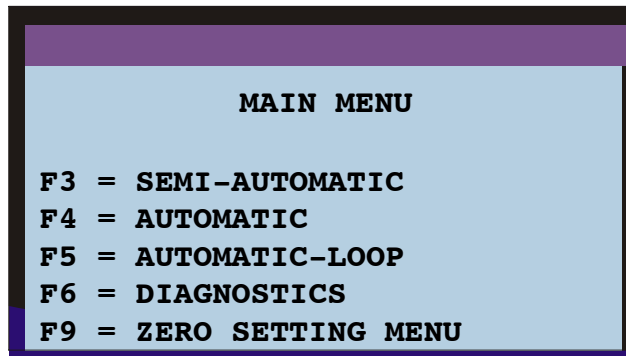 MAIN MENU
F3 = SEMI-AUTOMATIC
F4 = AUTOMATIC
F5 = AUTOMATIC-LOOP
F6 = DIAGNOSTICS
F9 = ZERO SETTING MENU